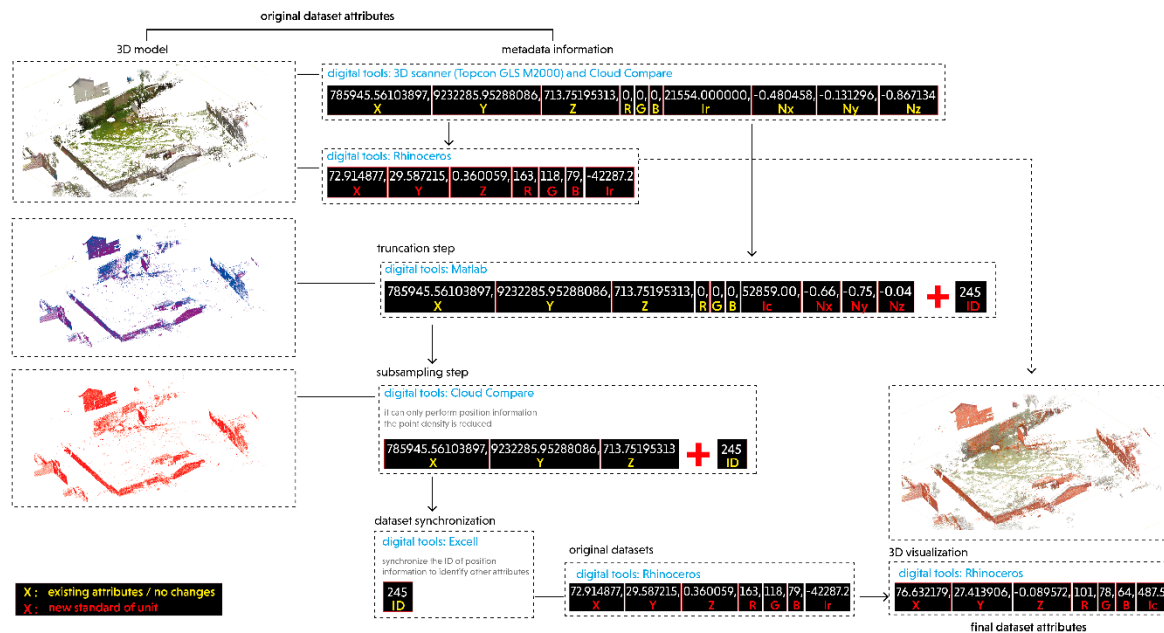 original dataset attributes
3D model
metadata information
digital tools: 3D scanner (Topcon GLS M2000) and Cloud Compare
785945.56103897, 9232285.95288086, 713.75195313, 0, 0, 0, 21554.000000, -0.480458, -0.131296, -0.867134
X Y Z R G B Ir Nx Ny Nz
digital tools: Rhinoceros
72.914877, 29.587215, 0.360059, 163, 118, 79, -42287.2
X Y Z R G B Ir
truncation step
digital tools: Matlab
785945.56103897, 9232285.95288086, 713.75195313, 0, 0, 0, 52859.00, -0.66, -0.75, -0.04 + 245
X Y Z R G B Ic Nx Ny Nz ID
subsampling step
digital tools: Cloud Compare
it can only perform position information
the point density is reduced
785945.56103897, 9232285.95288086, 713.75195313 + 245
X Y Z ID
dataset synchronization
digital tools: Excell
synchronize the ID of position
information to identify other attributes
245
ID
original datasets
digital tools: Rhinoceros
72.914877, 29.587215, 0.360059, 163, 118, 79, -42287.2
X Y Z R G B Ir
3D visualization
digital tools: Rhinoceros
76.632179, 27.413906, -0.089572, 101, 78, 64, 487.5
X Y Z R G B Ic
final dataset attributes
X : existing attributes / no changes
X : new standard of unit